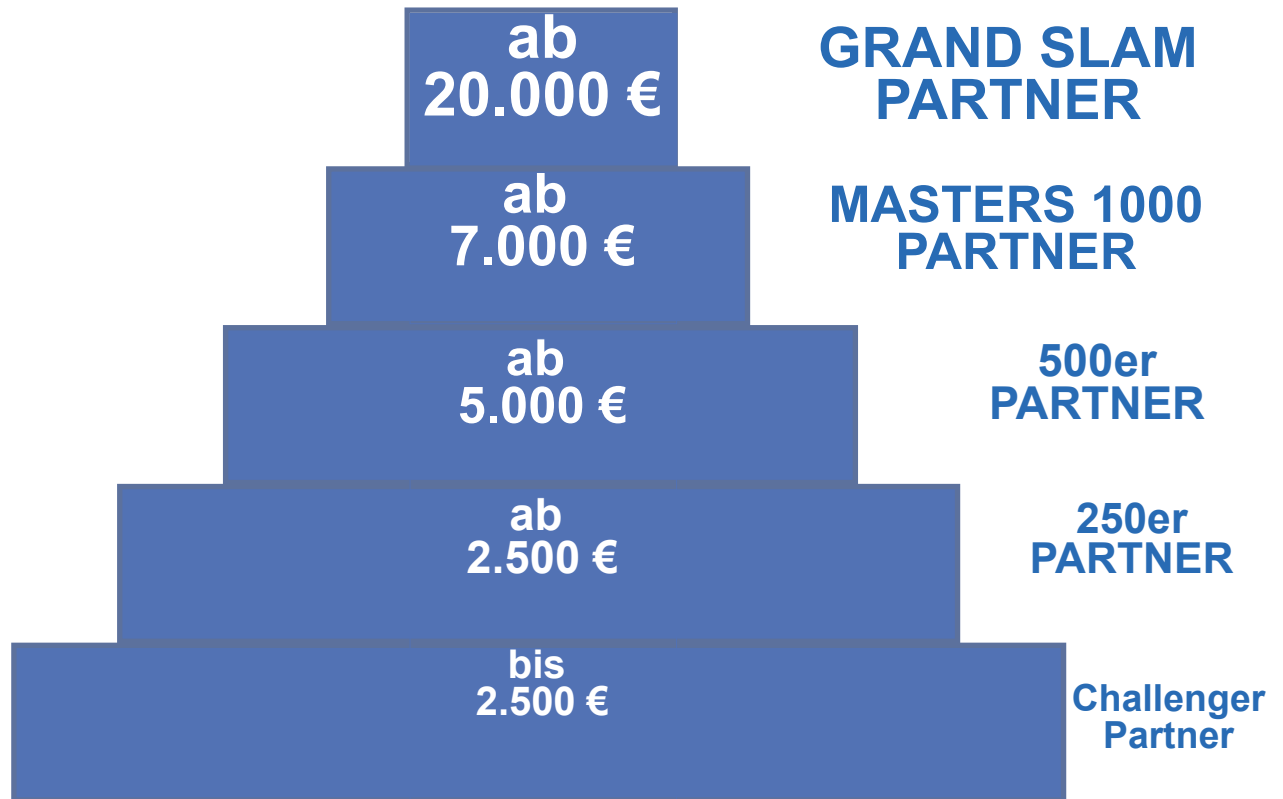 ab
20.000 €
GRAND SLAM
PARTNER
ab
7.000 €
MASTERS 1000
PARTNER
ab
5.000 €
500er
PARTNER
ab
2.500 €
250er
PARTNER
bis
2.500 €
Challenger
Partner